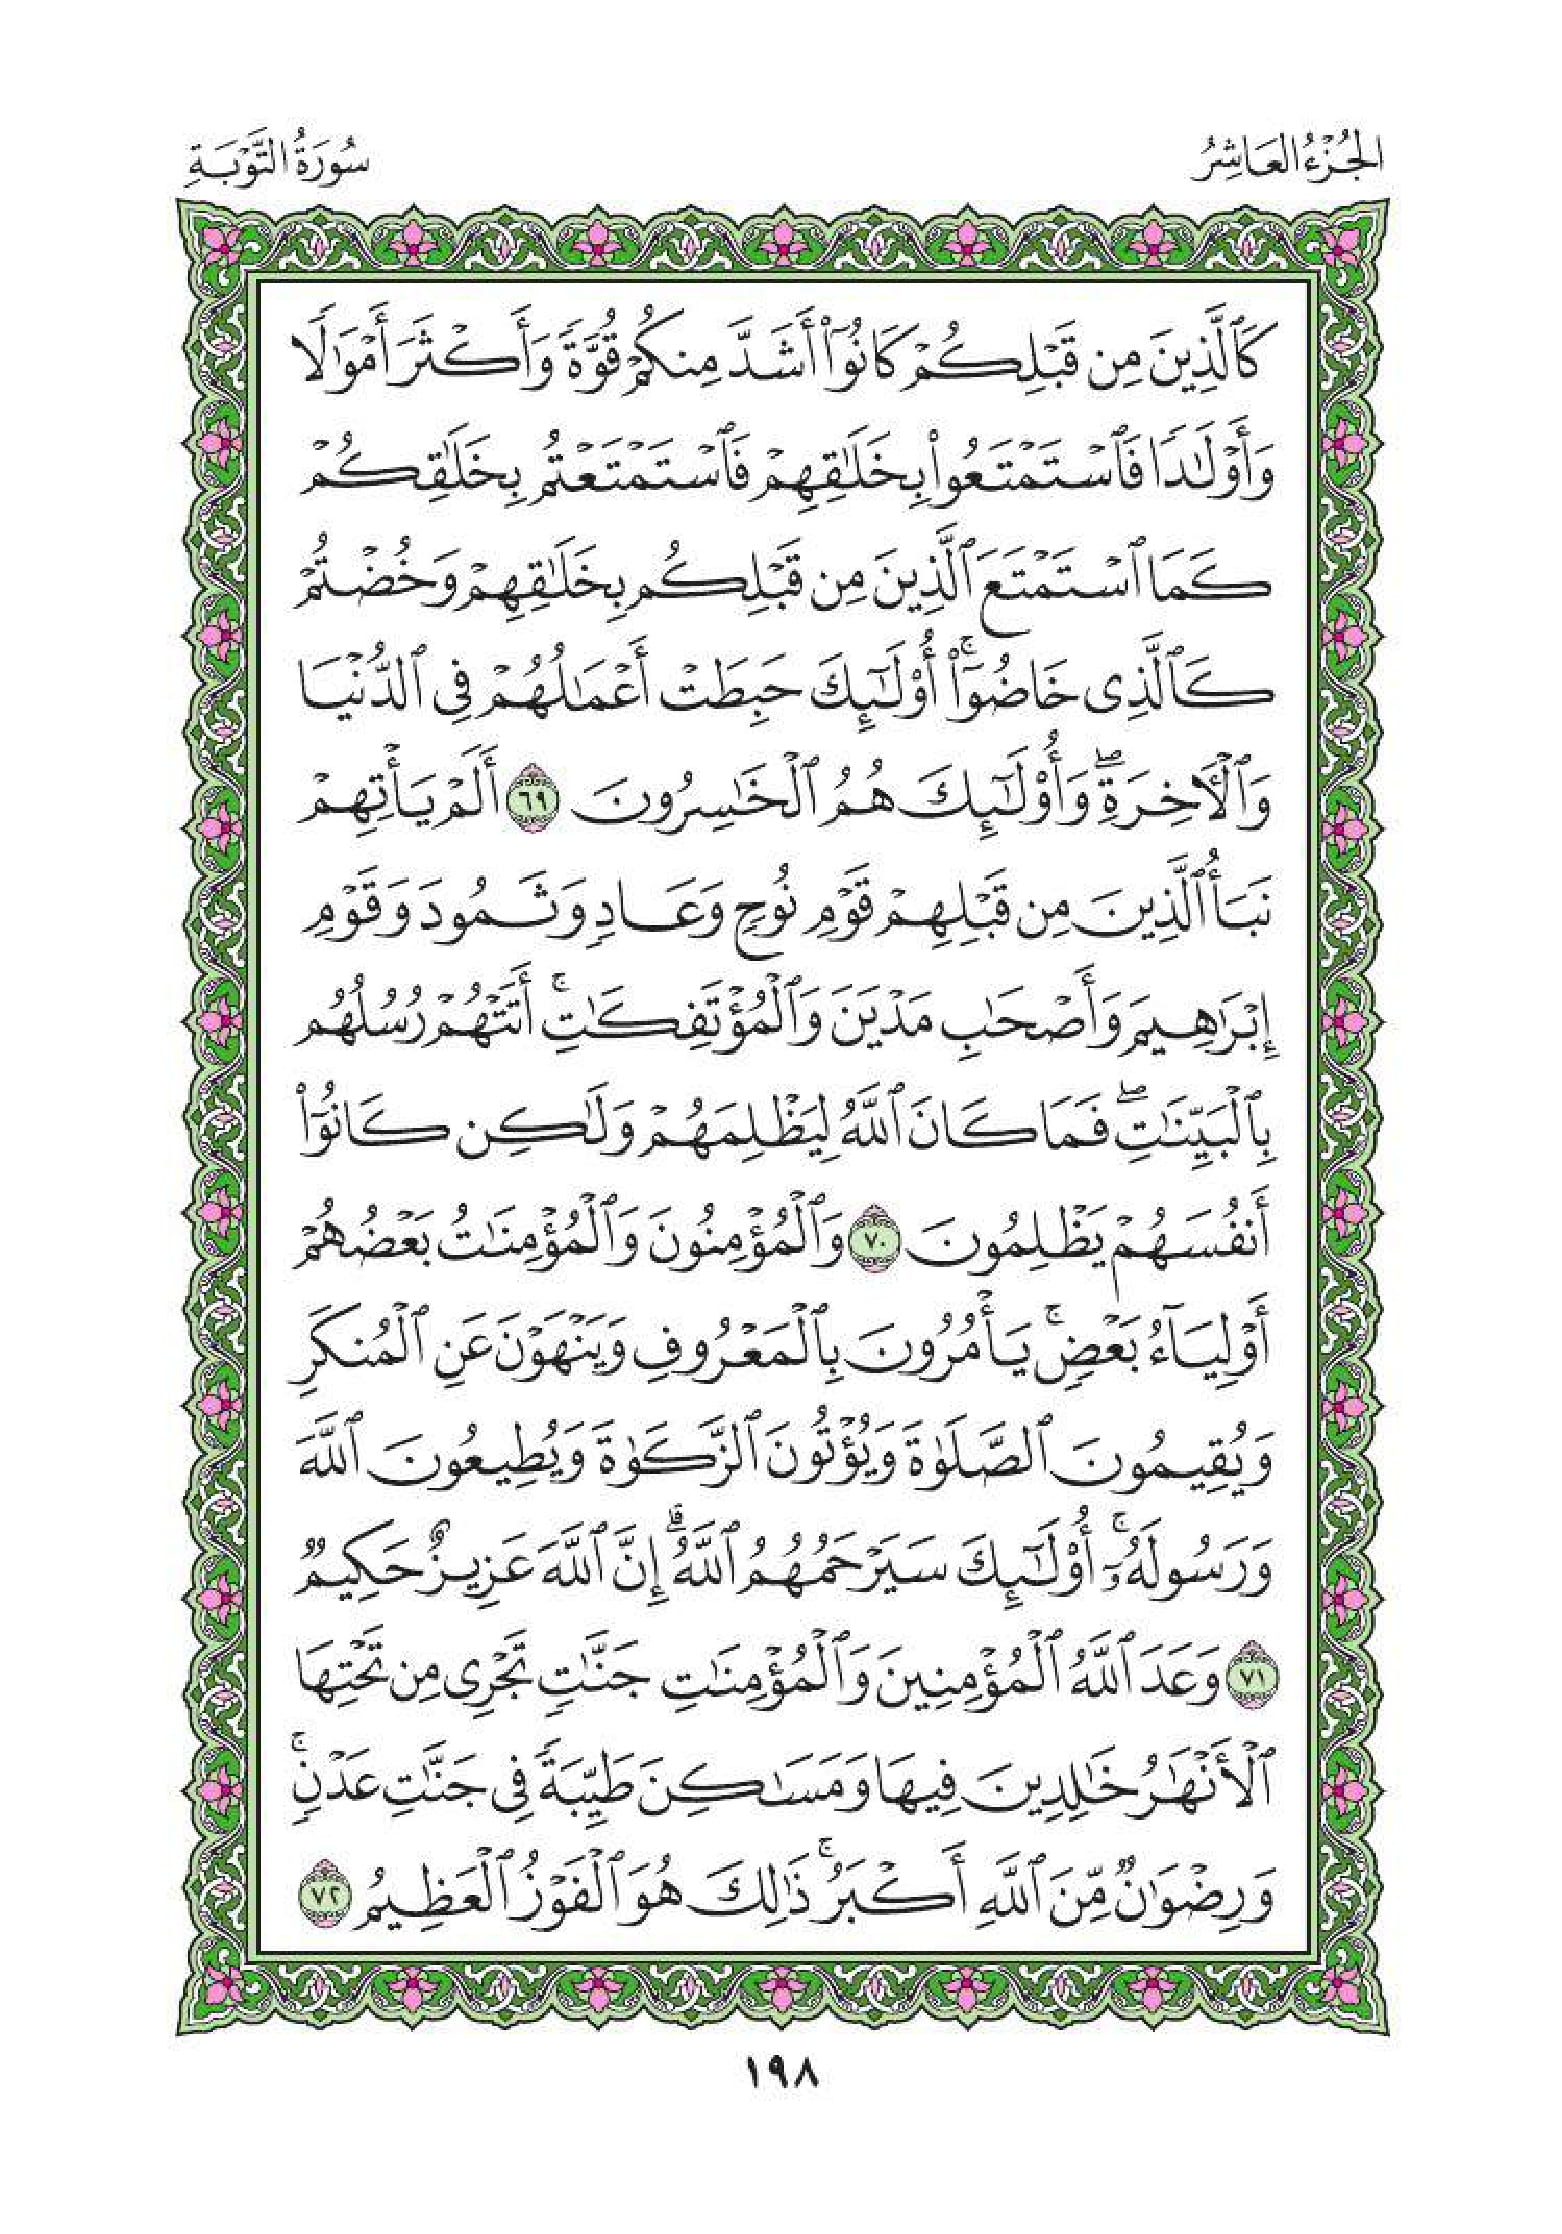 الجُزْءُ العَاشِرُ
سُورَةُ التَّوْبَةِ
كَٱلَّذِينَ مِن قَبْلِكُمْ كَانُوٓا۟ أَشَدَّ مِنكُمْ قُوَّةً وَأَكْثَرَ أَمْوَٰلًا
وَأَوْلَٰدًا فَٱسْتَمْتَعُوا۟ بِخَلَٰقِهِمْ فَٱسْتَمْتَعْتُم بِخَلَٰقِكُمْ
كَمَا ٱسْتَمْتَعَ ٱلَّذِينَ مِن قَبْلِكُم بِخَلَٰقِهِمْ وَخُضْتُمْ
كَٱلَّذِى خَاضُوٓا۟ۚ أُو۟لَٰٓئِكَ حَبِطَتْ أَعْمَٰلُهُمْ فِى ٱلدُّنْيَا
وَٱلْءَاخِرَةِۖ وَأُو۟لَٰٓئِكَ هُمُ ٱلْخَٰسِرُونَ ٦٩ أَلَمْ يَأْتِهِمْ
نَبَأُ ٱلَّذِينَ مِن قَبْلِهِمْ قَوْمِ نُوحٍ وَعَادٍ وَثَمُودَ وَقَوْمِ
إِبْرَٰهِيمَ وَأَصْحَٰبِ مَدْيَنَ وَٱلْمُؤْتَفِكَٰتِۚ أَتَتْهُمْ رُسُلُهُم
بِٱلْبَيِّنَٰتِۖ فَمَا كَانَ ٱللَّهُ لِيَظْلِمَهُمْ وَلَٰكِن كَانُوٓا۟
أَنفُسَهُمْ يَظْلِمُونَ ٧٠ وَٱلْمُؤْمِنُونَ وَٱلْمُؤْمِنَٰتُ بَعْضُهُمْ
أَوْلِيَآءُ بَعْضٍۚ يَأْمُرُونَ بِٱلْمَعْرُوفِ وَيَنْهَوْنَ عَنِ ٱلْمُنكَرِ
وَيُقِيمُونَ ٱلصَّلَوٰةَ وَيُؤْتُونَ ٱلزَّكَوٰةَ وَيُطِيعُونَ ٱللَّهَ
وَرَسُولَهُۥٓۚ أُو۟لَٰٓئِكَ سَيَرْحَمُهُمُ ٱللَّهُۗ إِنَّ ٱللَّهَ عَزِيزٌ حَكِيمٌ
٧١ وَعَدَ ٱللَّهُ ٱلْمُؤْمِنِينَ وَٱلْمُؤْمِنَٰتِ جَنَّٰتٍ تَجْرِى مِن تَحْتِهَا
ٱلْأَنْهَٰرُ خَٰلِدِينَ فِيهَا وَمَسَٰكِنَ طَيِّبَةً فِى جَنَّٰتِ عَدْنٍۚ
وَرِضْوَٰنٌ مِّنَ ٱللَّهِ أَكْبَرُۚ ذَٰلِكَ هُوَ ٱلْفَوْزُ ٱلْعَظِيمُ ٧٢
١٩٨